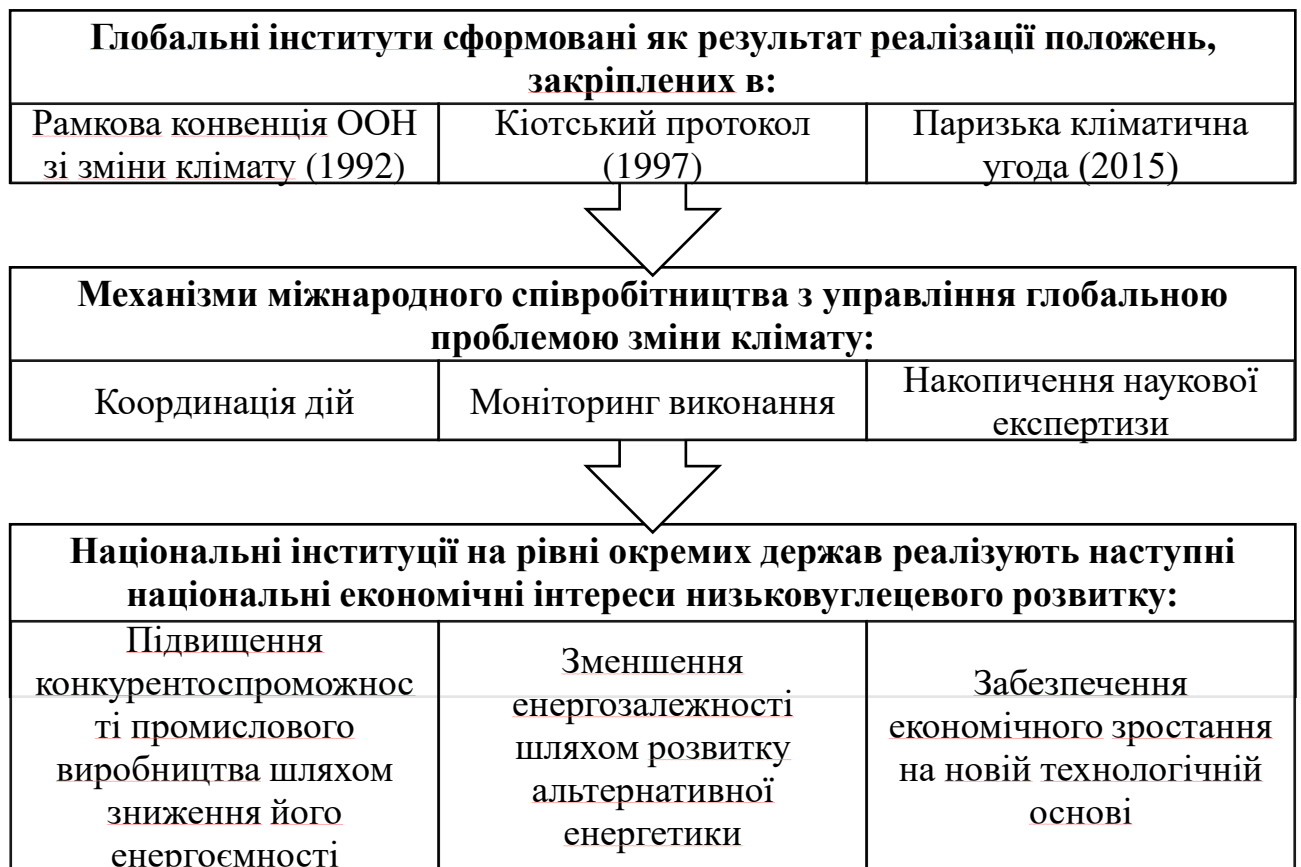 Глобальні інститути сформовані як результат реалізації положень,
закріплених в:
Рамкова конвенція ООН
зі зміни клімату (1992)
Кіотський протокол
(1997)
Паризька кліматична
угода (2015)
Механізми міжнародного співробітництва з управління глобальною
проблемою зміни клімату:
Координація дій
Моніторинг виконання
Накопичення наукової
експертизи
Національні інституції на рівні окремих держав реалізують наступні
національні економічні інтереси низьковуглецевого розвитку:
Підвищення
конкурентоспроможнос
ті промислового
виробництва шляхом
зниження його
енергоємності
Зменшення
енергозалежності
шляхом розвитку
альтернативної
енергетики
Забезпечення
економічного зростання
на новій технологічній
основі